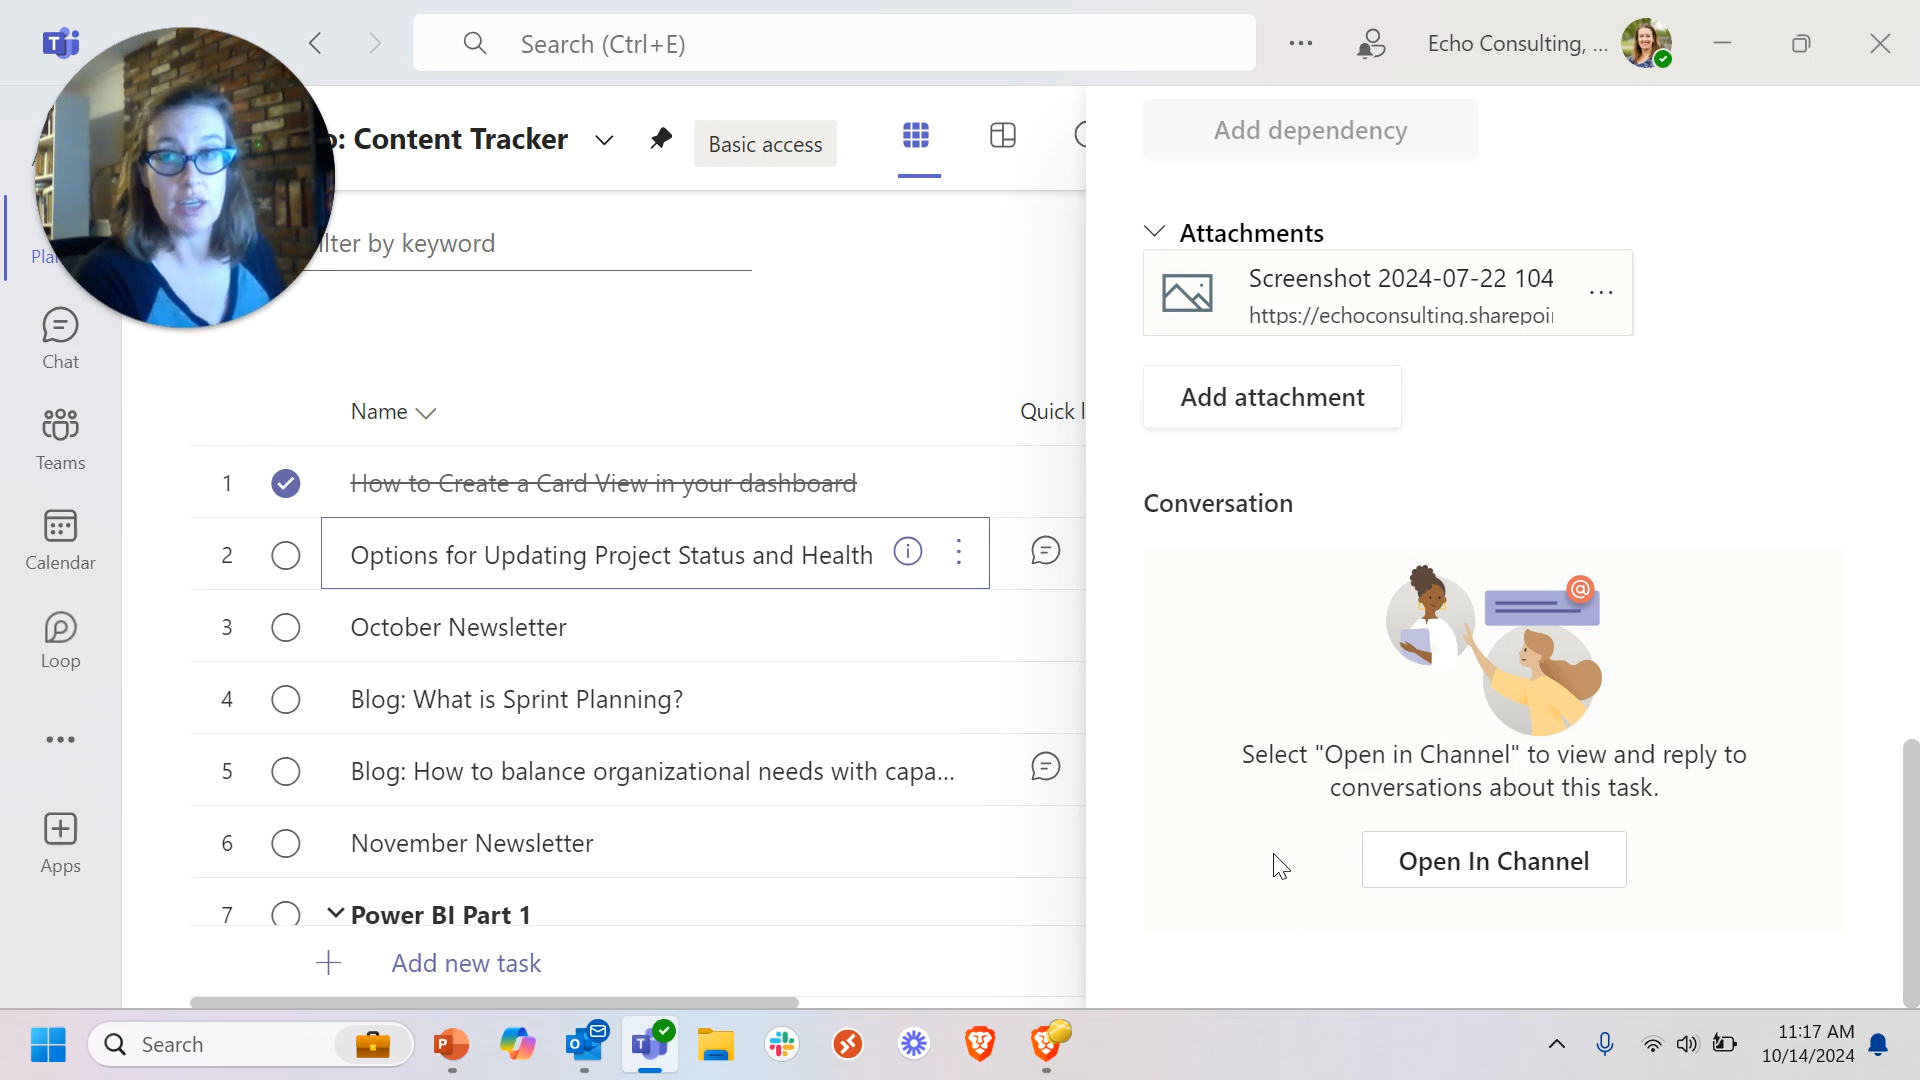 Search (Ctrl+E)
Echo Consulting, ...
o: Content Tracker
Basic access
ilter by keyword
Chat
Teams
Calendar
Loop
Apps
Name
Quick l
1
How to Create a Card View in your dashboard
2
Options for Updating Project Status and Health
3
October Newsletter
4
Blog: What is Sprint Planning?
5
Blog: How to balance organizational needs with capa...
6
November Newsletter
7
Power BI Part 1
Add new task
Add dependency
Attachments
Screenshot 2024-07-22 104
https://echoconsulting.sharepoi
Add attachment
Conversation
Select "Open in Channel" to view and reply to
conversations about this task.
Open In Channel
Search
11:17 AM
10/14/2024